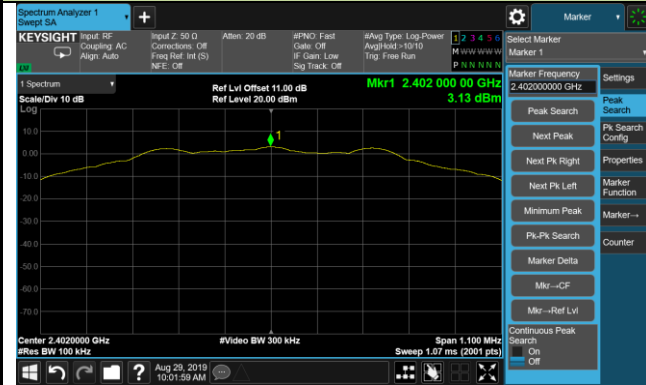 Spectrum Analyzer 1
Swept SA
Marker
KEYSIGHT
Input: RF
Coupling: AC
Align: Auto
Input Z: 50 Ω
Corrections: Off
Freq Ref: Int (S)
NFE: Off
Atten: 20 dB
#PNO: Fast
Gate: Off
IF Gain: Low
Sig Track: Off
#Avg Type: Log-Power
Avg|Hold:>10/10
Trig: Free Run
1 2 3 4 5 6
M W W W W W
P N N N N N
Select Marker
Marker 1
1 Spectrum
Scale/Div 10 dB
Log
Ref Lvl Offset 11.00 dB
Ref Level 20.00 dBm
Mkr1 2.402 000 00 GHz
3.13 dBm
1
10.0
0.00
-10.0
-20.0
-30.0
-40.0
-50.0
-60.0
-70.0
Center 2.4020000 GHz
#Res BW 100 kHz
#Video BW 300 kHz
Span 1.100 MHz
Sweep 1.07 ms (2001 pts)
Marker Frequency
2.402000000 GHz
Peak Search
Next Peak
Next Pk Right
Next Pk Left
Minimum Peak
Pk-Pk Search
Marker Delta
Mkr→CF
Mkr→Ref Lvl
Continuous Peak
Search
On
Off
Settings
Peak
Search
Pk Search
Config
Properties
Marker
Function
Marker→
Counter
?
Aug 29, 2019
10:01:59 AM